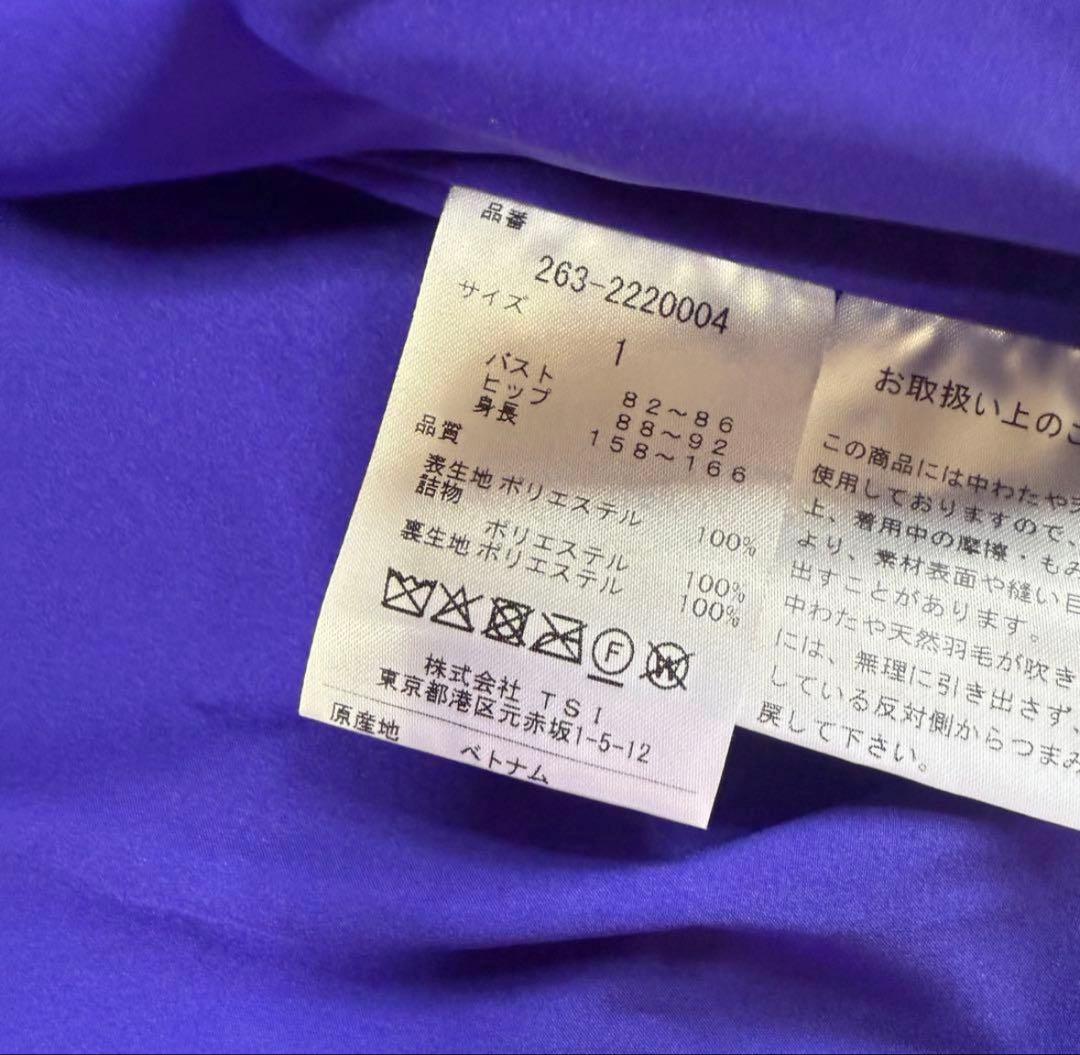 品番
263-2220004
サイズ
1
バスト 82～86
ヒップ 88～92
身長 158～166
品質
表生地 ポリエステル 100%
詰物
ポリエステル 100%
裏生地 ポリエステル 100%
F
W
株式会社 TSI
東京都港区元赤坂1-5-12
原産地
ベトナム
お取扱い上のご
この商品には中わたや天
使用しておりますので、
上、着用中の摩擦・もみ
より、素材表面や縫い目
出すことがあります。
中わたや天然羽毛が吹き
には、無理に引き出さず、
している反対側からつまみ
戻して下さい。